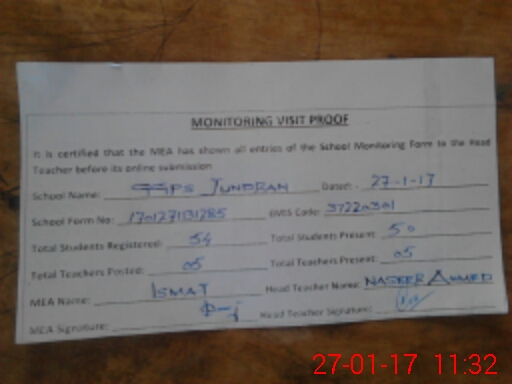 MONITORING VISIT PROOF
It is certified that the MEA has shown all entries of the School Monitoring Form to the Head
Teacher before its online submission
School Name: GGPS JUNDRAN Dated: 27-1-17
School Form No: 1701271131285 EMIS Code: 37220301
Total Students Registered: 54 Total Students Present: 50
Total Teachers Posted: 05 Total Teachers Present: 05
MEA Name: ISMAT Head Teacher Name: NASEER AHMED
MEA Signature: Head Teacher Signature:
27-01-17 11:32